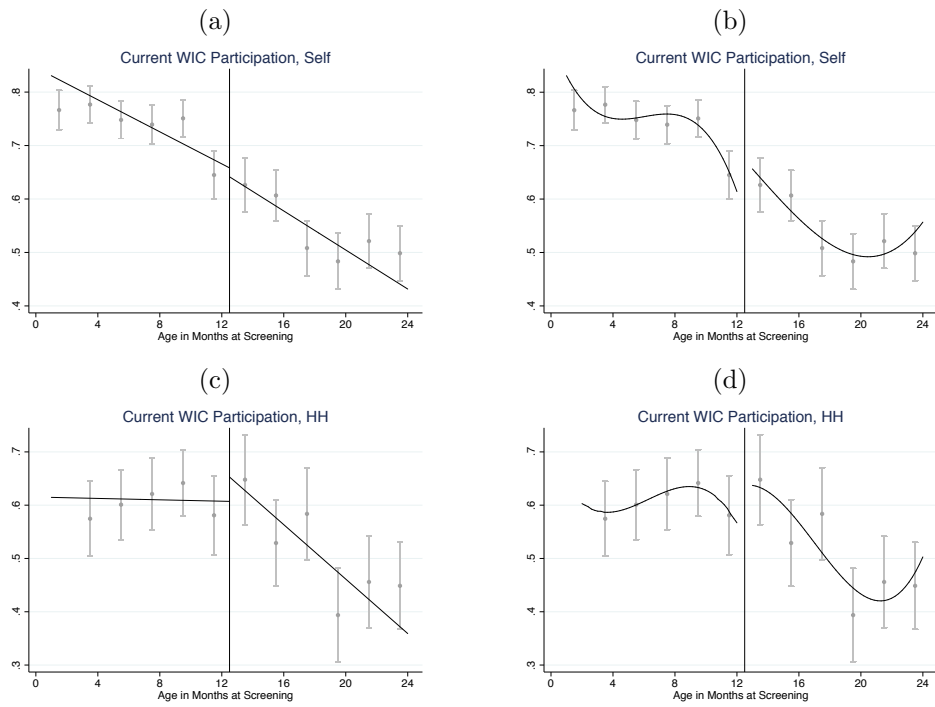 (a)
Current WIC Participation, Self
.8
.7
.6
.5
.4
0 4 8 12 16 20 24
Age in Months at Screening
(b)
Current WIC Participation, Self
.8
.7
.6
.5
.4
0 4 8 12 16 20 24
Age in Months at Screening
(c)
Current WIC Participation, HH
.7
.6
.5
.4
.3
0 4 8 12 16 20 24
Age in Months at Screening
(d)
Current WIC Participation, HH
.7
.6
.5
.4
.3
0 4 8 12 16 20 24
Age in Months at Screening